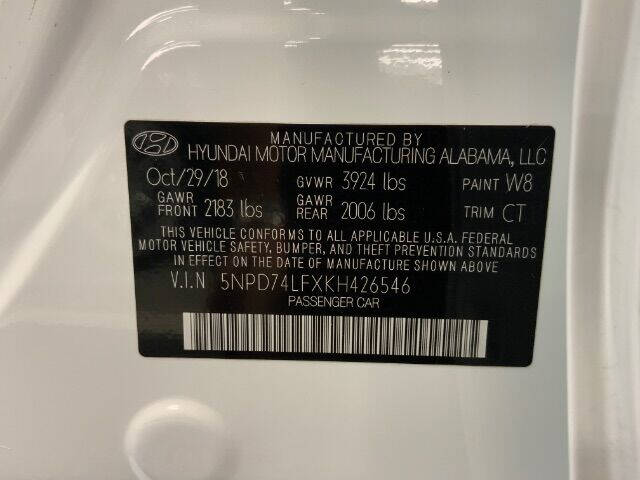 MANUFACTURED BY
HYUNDAI MOTOR MANUFACTURING ALABAMA, LLC
Oct/29/18 GVWR 3924 lbs PAINT W8
GAWR FRONT 2183 lbs GAWR REAR 2006 lbs TRIM CT
THIS VEHICLE CONFORMS TO ALL APPLICABLE U.S.A. FEDERAL
MOTOR VEHICLE SAFETY, BUMPER, AND THEFT PREVENTION STANDARDS
IN EFFECT ON THE DATE OF MANUFACTURE SHOWN ABOVE
V.I.N 5NPD74LFXKH426546
PASSENGER CAR